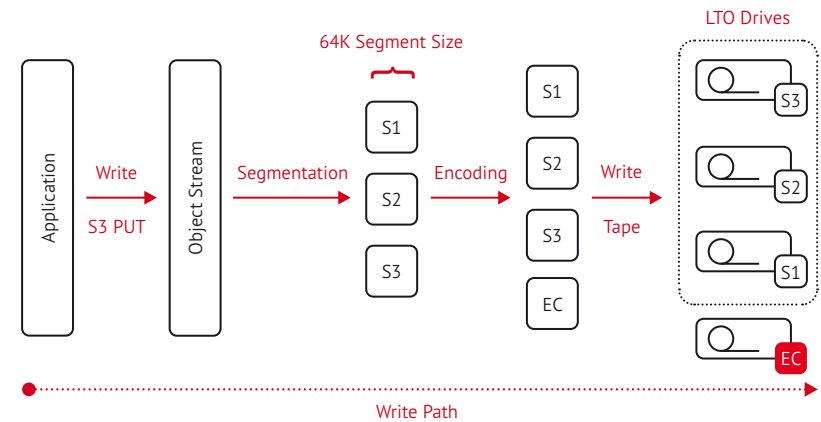 LTO Drives
64K Segment Size
Application
Write
S3 PUT
Object Stream
Segmentation
S1
S2
S3
Encoding
S1
S2
S3
EC
Write
Tape
S3
S2
S1
EC
Write Path